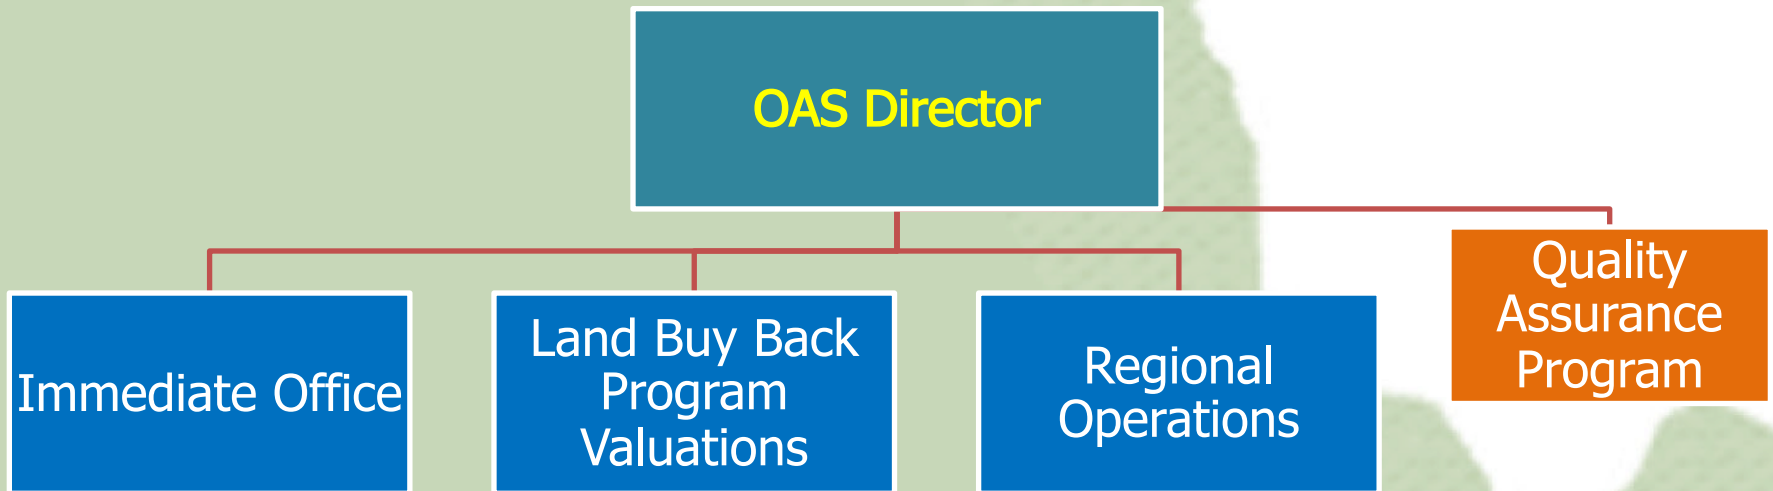 OAS Director
Immediate Office
Land Buy Back
Program
Valuations
Regional
Operations
Quality
Assurance
Program